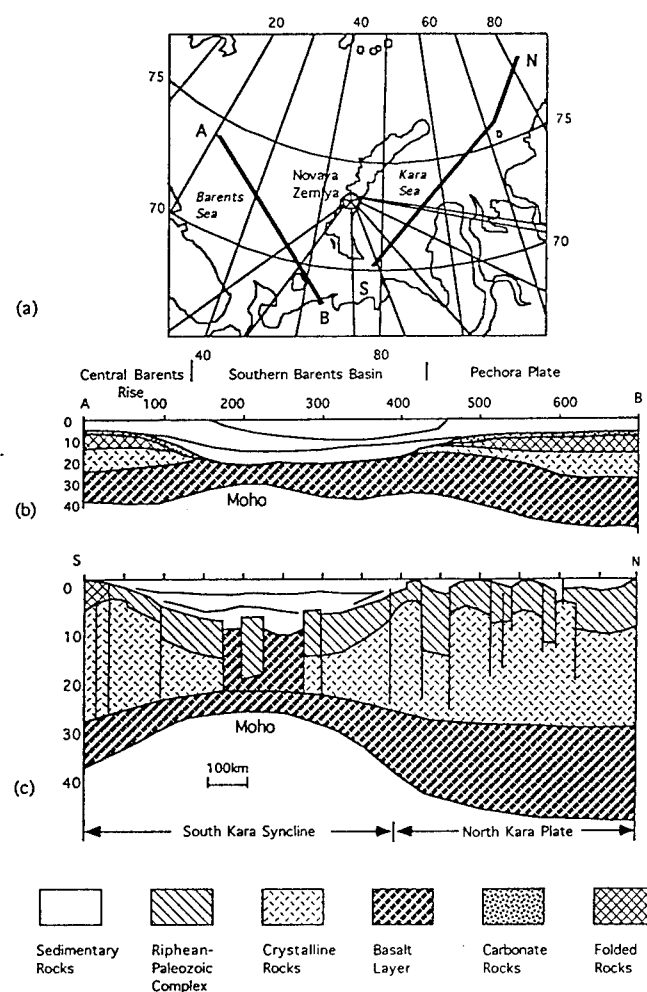 20 40 60 80
75
N
75
A
Novaya
Zemlya
Kara
Sea
Barents
Sea
70
70
S
B
(a)
40 80
Central Barents
Rise
Southern Barents Basin
Pechora Plate
A 100 200 300 400 500 600 B
0
10
20
30
40
Moho
(b)
S N
0
10
20
30
40
Moho
100km
(c)
South Kara Syncline
North Kara Plate
Sedimentary
Rocks
Riphean-
Paleozoic
Complex
Crystalline
Rocks
Basalt
Layer
Carbonate
Rocks
Folded
Rocks